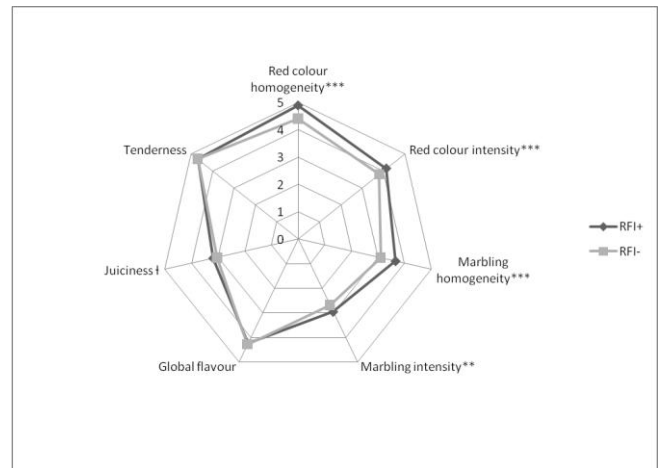 Red colour
homogeneity***
5
4
3
2
1
0
Red colour intensity***
Marbling
homogeneity***
Marbling intensity**
Global flavour
Juiciness ƚ
Tenderness
RFI+
RFI-